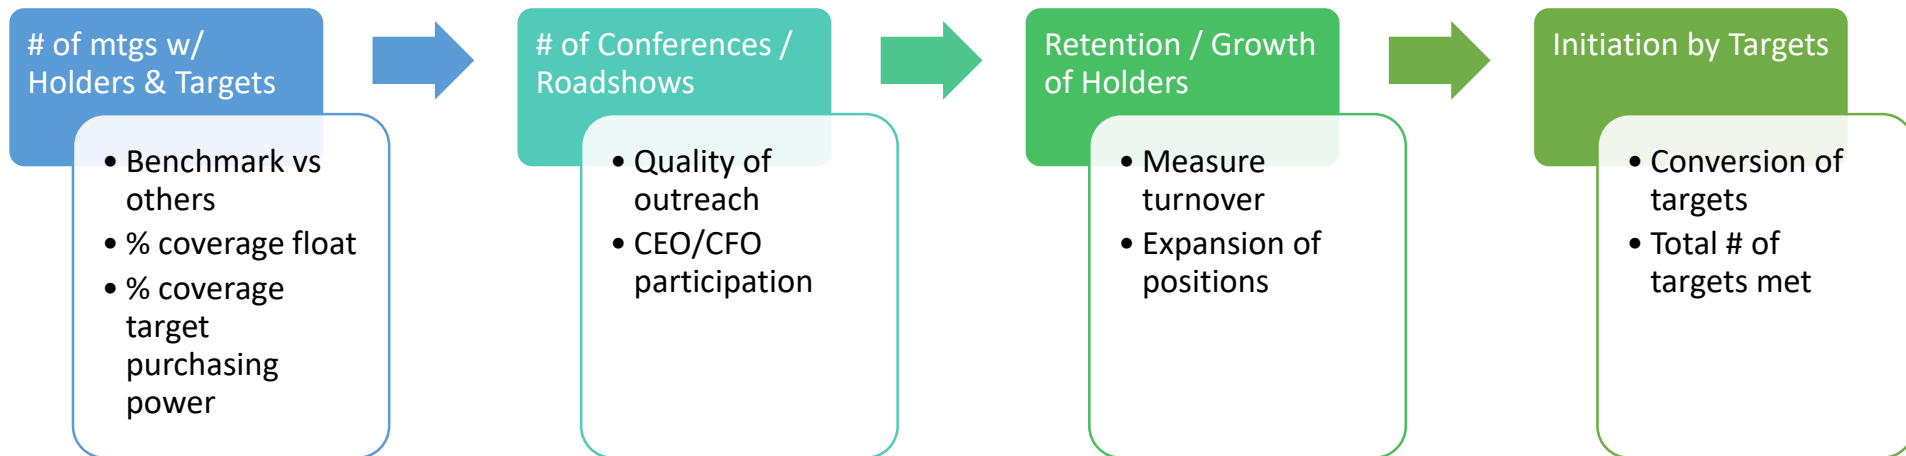 # of mtgs w/
Holders & Targets
• Benchmark vs
others
• % coverage float
• % coverage
target
purchasing
power
# of Conferences /
Roadshows
• Quality of
outreach
• CEO/CFO
participation
Retention / Growth
of Holders
• Measure
turnover
• Expansion of
positions
Initiation by Targets
• Conversion of
targets
• Total # of
targets met